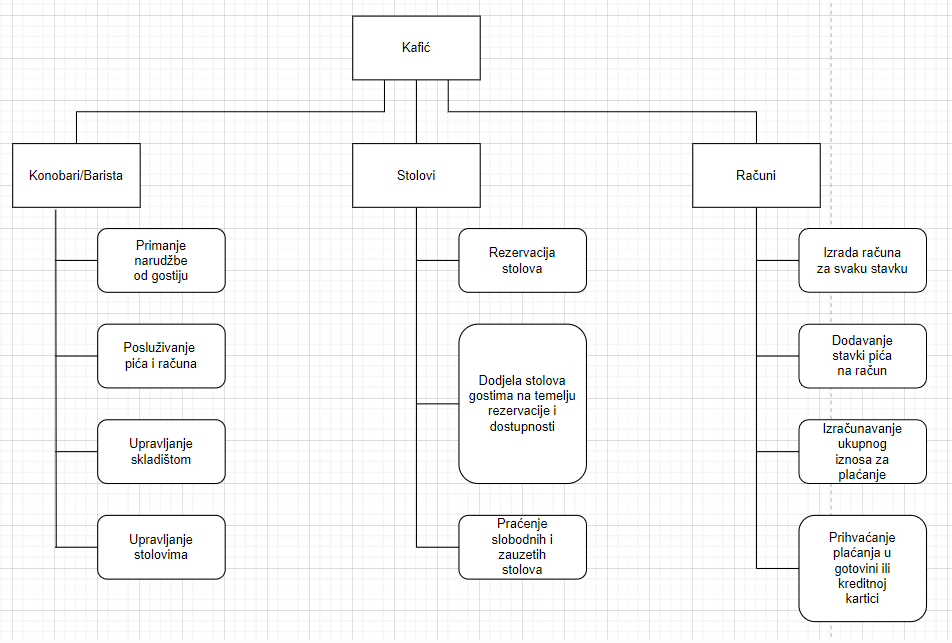 Kafić
Konobari/Barista
Stolovi
Računi
Primanje
narudžbe
od gostiju
Posluživanje
pića i računa
Upravljanje
skladištom
Upravljanje
stolovima
Rezervacija
stolova
Dodjela stolova
gostima na temelju
rezervacije i
dostupnosti
Praćenje
slobodnih i
zauzetih
stolova
Izrada računa
za svaku stavku
Dodavanje
stavki pića
na račun
Izračunavanje
ukupnog
iznosa za
plaćanje
Prihvaćanje
plaćanja u
gotovini ili
kreditnoj
kartici